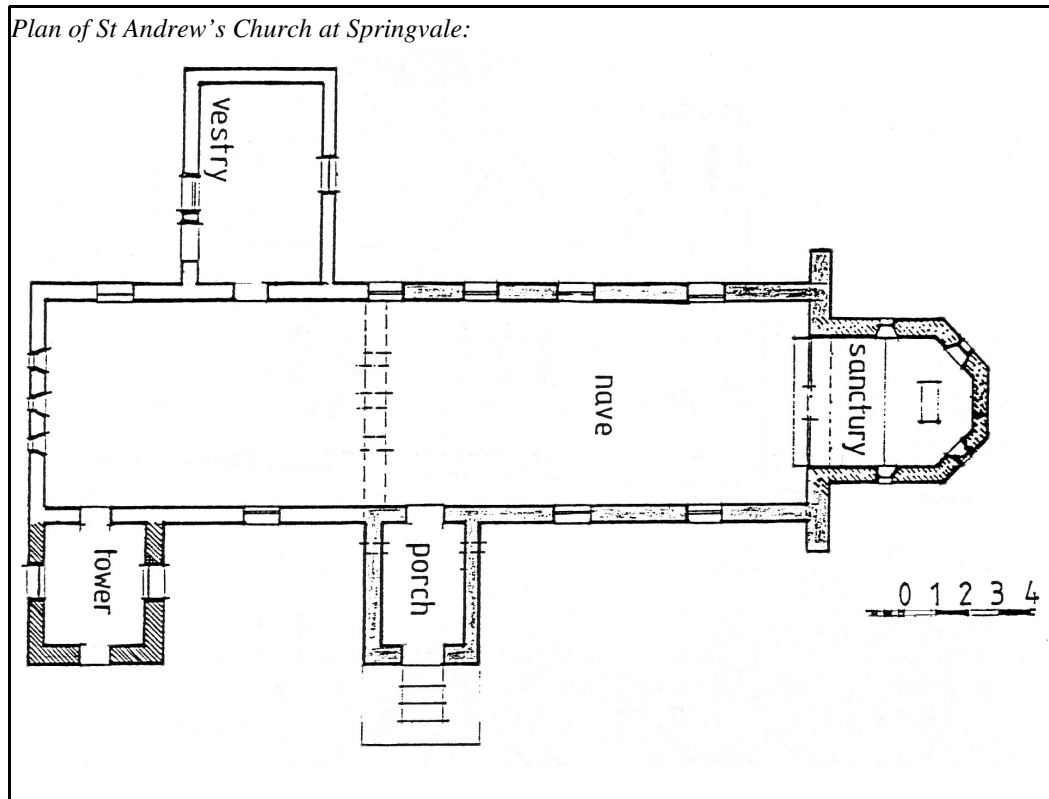 Plan of St Andrew's Church at Springvale:
vestry
nave
sanctury
tower
porch
0 1 2 3 4